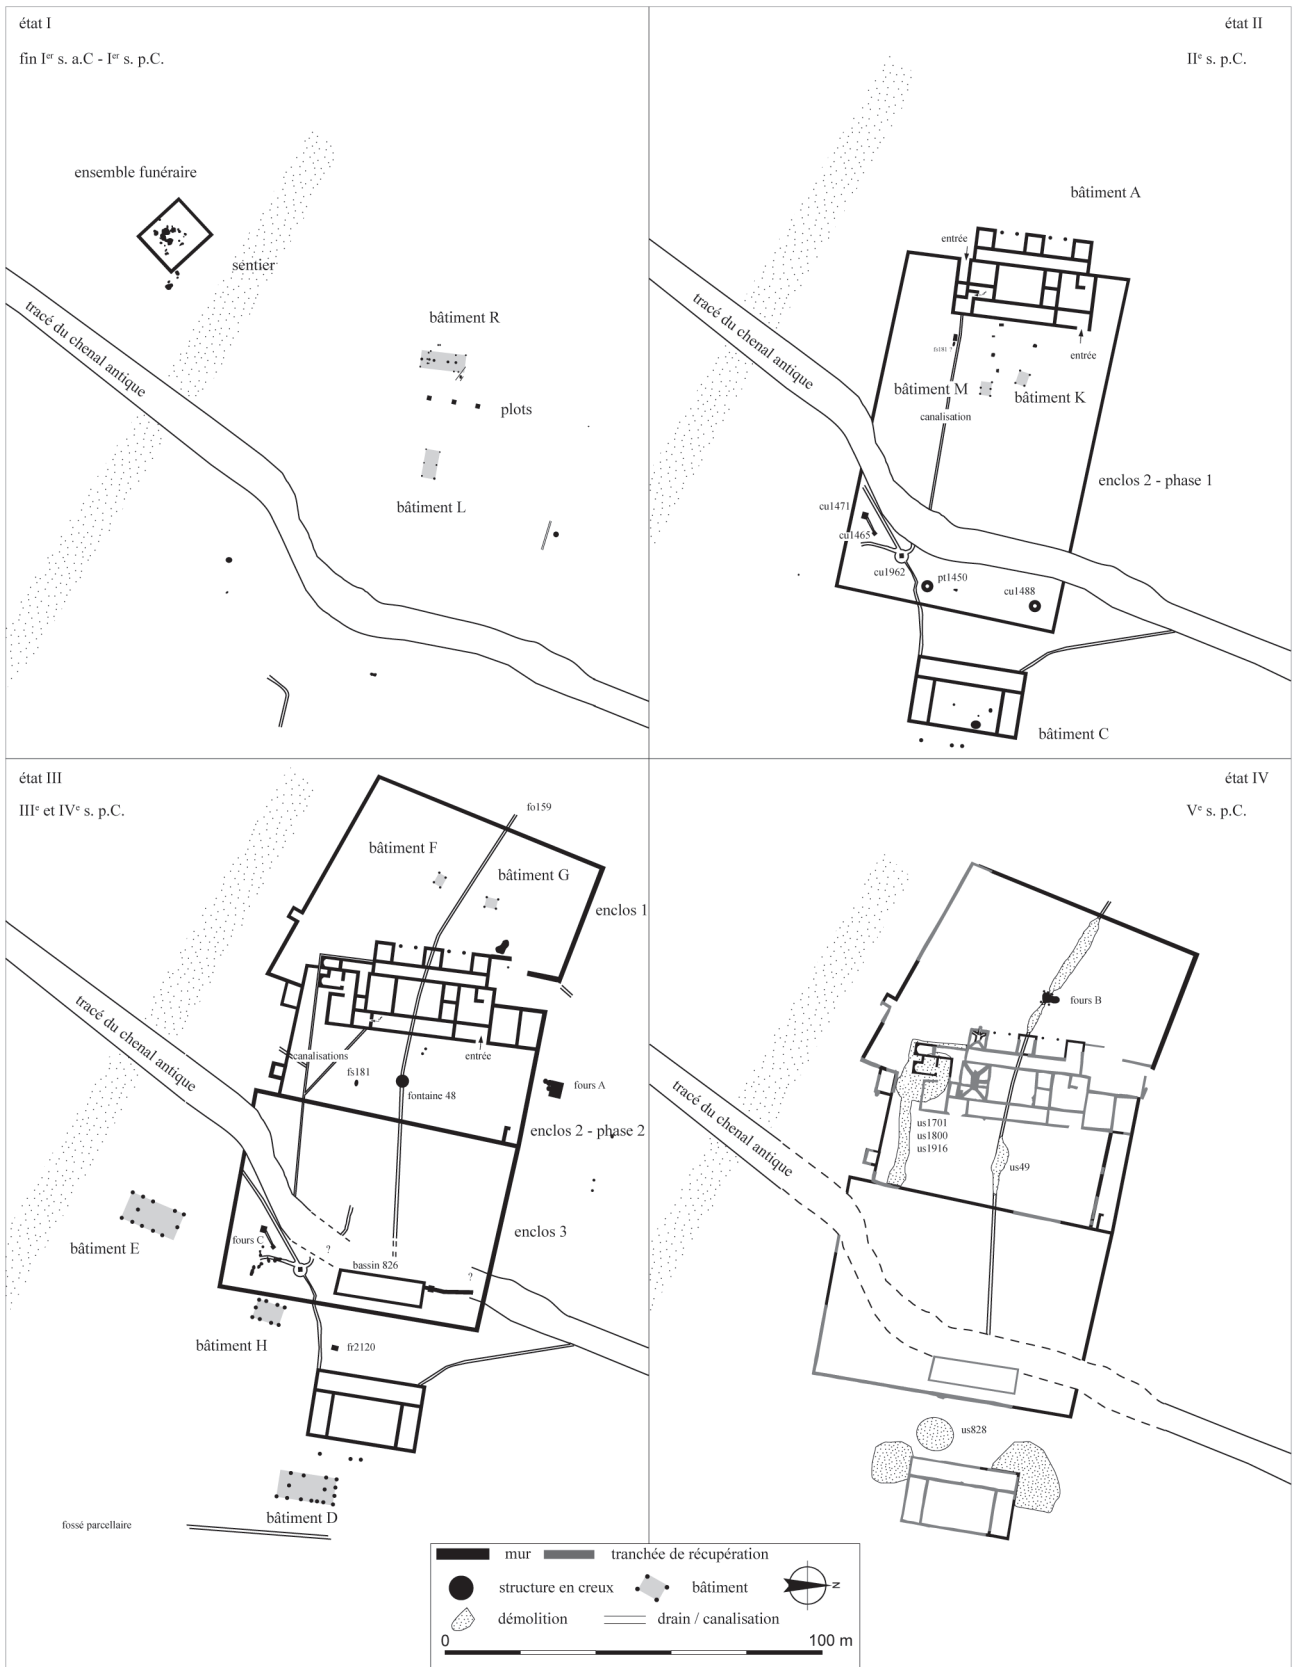 état I
fin Ier s. a.C - Ier s. p.C.
ensemble funéraire
sentier
tracé du chenal antique
bâtiment R
plots
bâtiment L
état II
IIe s. p.C.
bâtiment A
entrée
entrée
tracé du chenal antique
fs181 ?
bâtiment M
bâtiment K
canalisation
enclos 2 - phase 1
cu1471
cu1465
cu1962
pt1450
cu1488
bâtiment C
état III
IIIe et IVe s. p.C.
fo159
bâtiment F
bâtiment G
enclos 1
tracé du chenal antique
canalisations
entrée
fs181
fontaine 48
fours A
enclos 2 - phase 2
enclos 3
bâtiment E
fours C
?
bassin 826
?
bâtiment H
fr2120
bâtiment D
fossé parcellaire
état IV
Ve s. p.C.
fours B
tracé du chenal antique
us1701
us1800
us1916
us49
us828
mur
tranchée de récupération
structure en creux
bâtiment
N
démolition
drain / canalisation
0
100 m